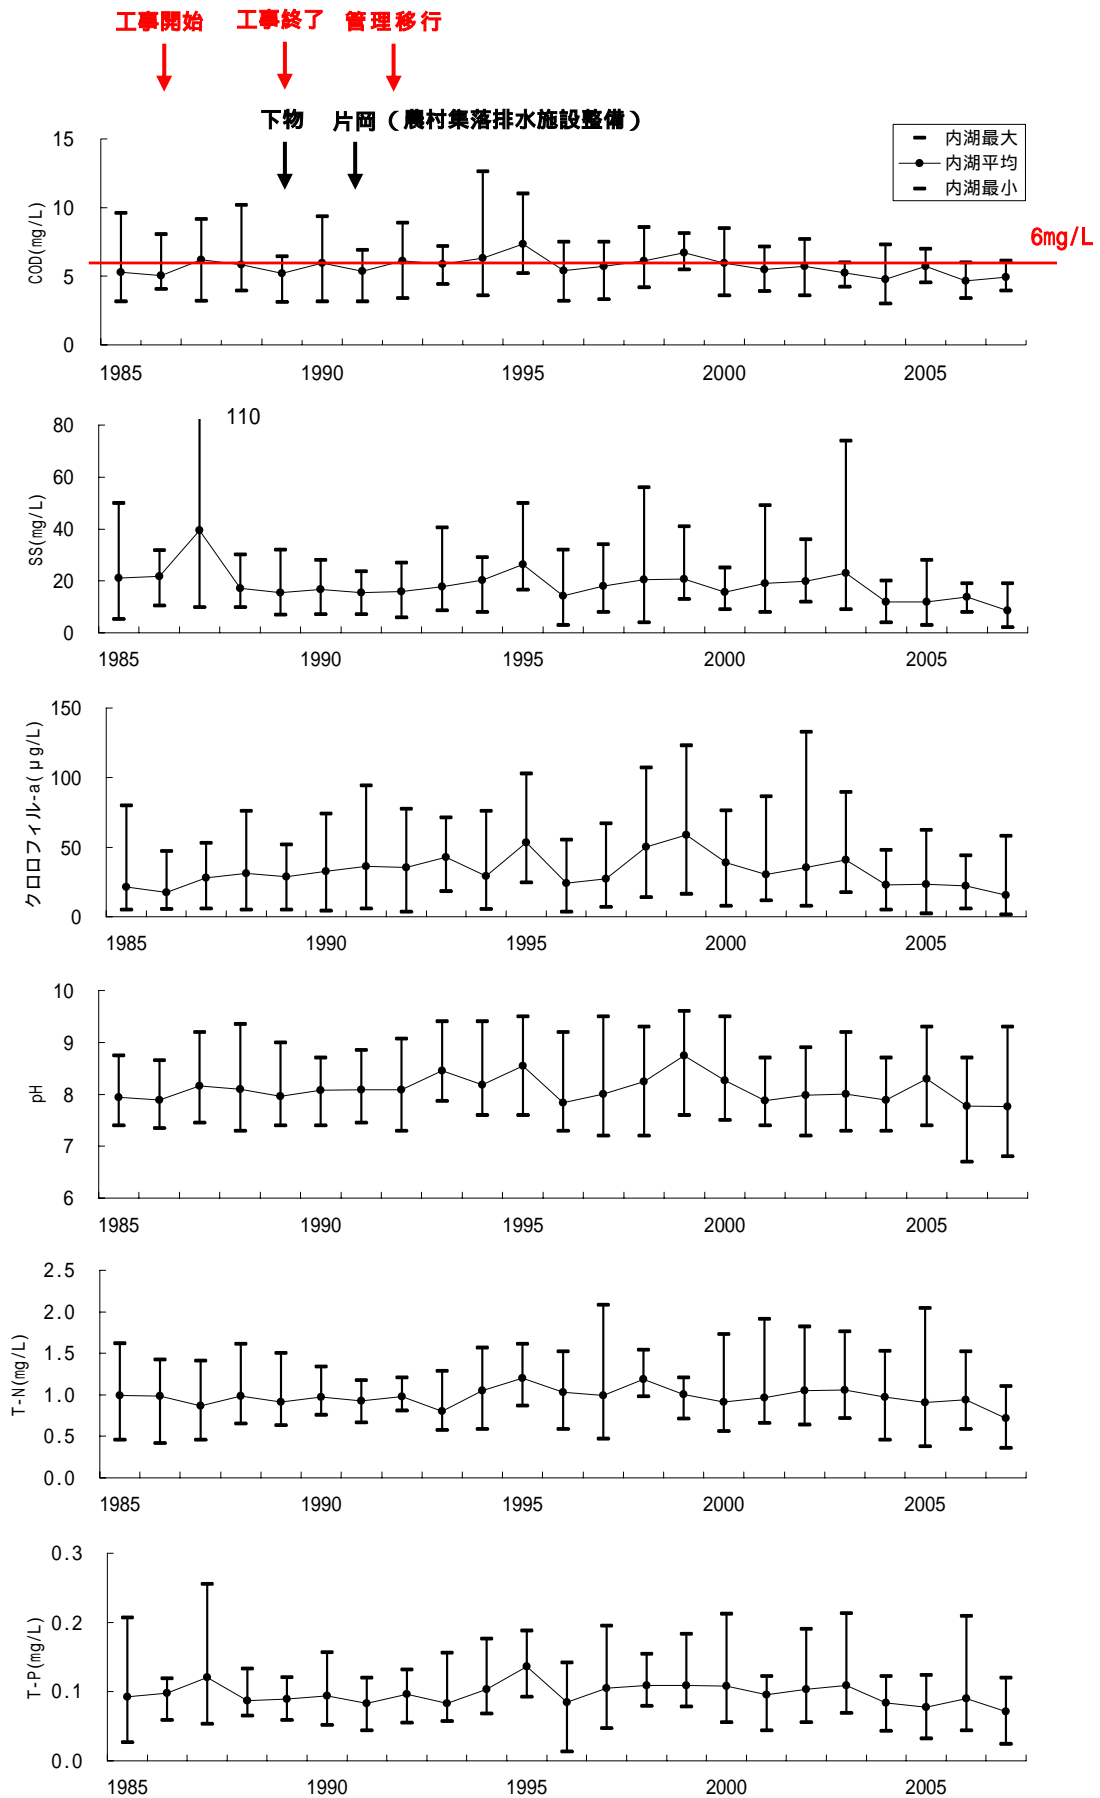 工事開始 工事終了 管理移行
下物 片岡（農村集落排水施設整備）
内湖最大
内湖平均
内湖最小
6mg/L
COD(mg/L)
15
10
5
0
1985 1990 1995 2000 2005
110
SS(mg/L)
80
60
40
20
0
1985 1990 1995 2000 2005
クロロフィル-a(μg/L)
150
100
50
0
1985 1990 1995 2000 2005
pH
10
9
8
7
6
1985 1990 1995 2000 2005
T-N(mg/L)
2.5
2.0
1.5
1.0
0.5
0.0
1985 1990 1995 2000 2005
T-P(mg/L)
0.3
0.2
0.1
0.0
1985 1990 1995 2000 2005